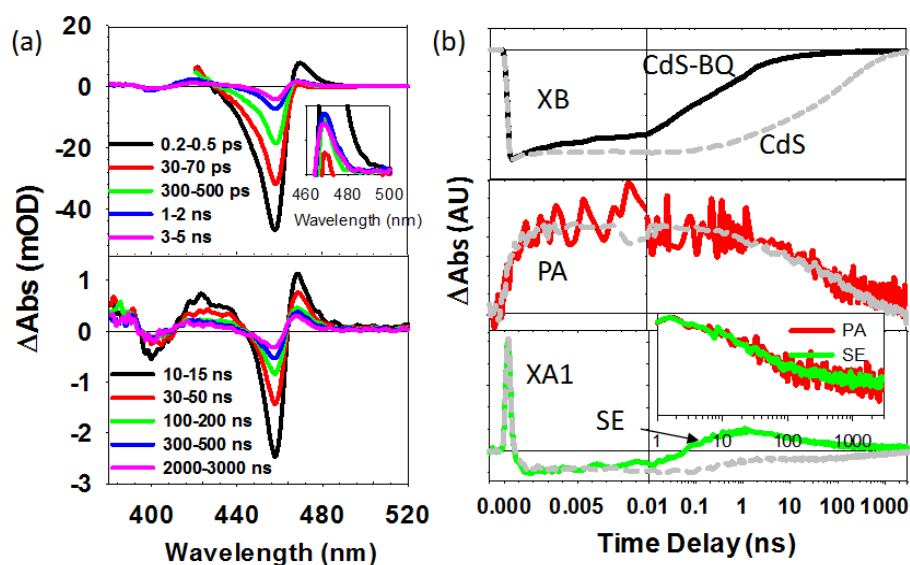 (a)
20
0
-20
-40
0.2-0.5 ps
30-70 ps
300-500 ps
1-2 ns
3-5 ns
460 480 500
Wavelength (nm)
ΔAbs (mOD)
1
0
-1
-2
-3
10-15 ns
30-50 ns
100-200 ns
300-500 ns
2000-3000 ns
400 440 480 520
Wavelength (nm)
(b)
CdS-BQ
XB
CdS
ΔAbs (AU)
PA
XA1
SE
PA
SE
1 10 100 1000
0.000 0.005 0.01 0.1 1 10 100 1000
Time Delay (ns)